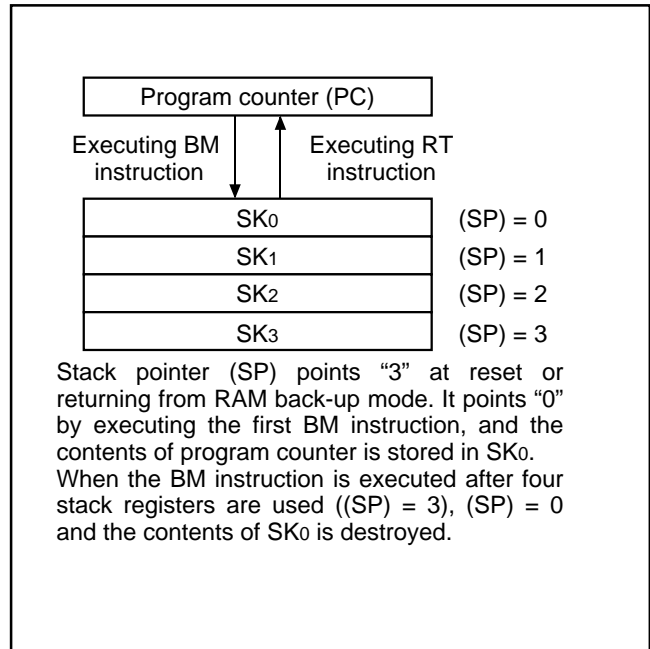 Program counter (PC)
Executing BM
instruction
Executing RT
instruction
SK0 (SP) = 0
SK1 (SP) = 1
SK2 (SP) = 2
SK3 (SP) = 3
Stack pointer (SP) points “3” at reset or
returning from RAM back-up mode. It points “0”
by executing the first BM instruction, and the
contents of program counter is stored in SK0.
When the BM instruction is executed after four
stack registers are used ((SP) = 3), (SP) = 0
and the contents of SK0 is destroyed.